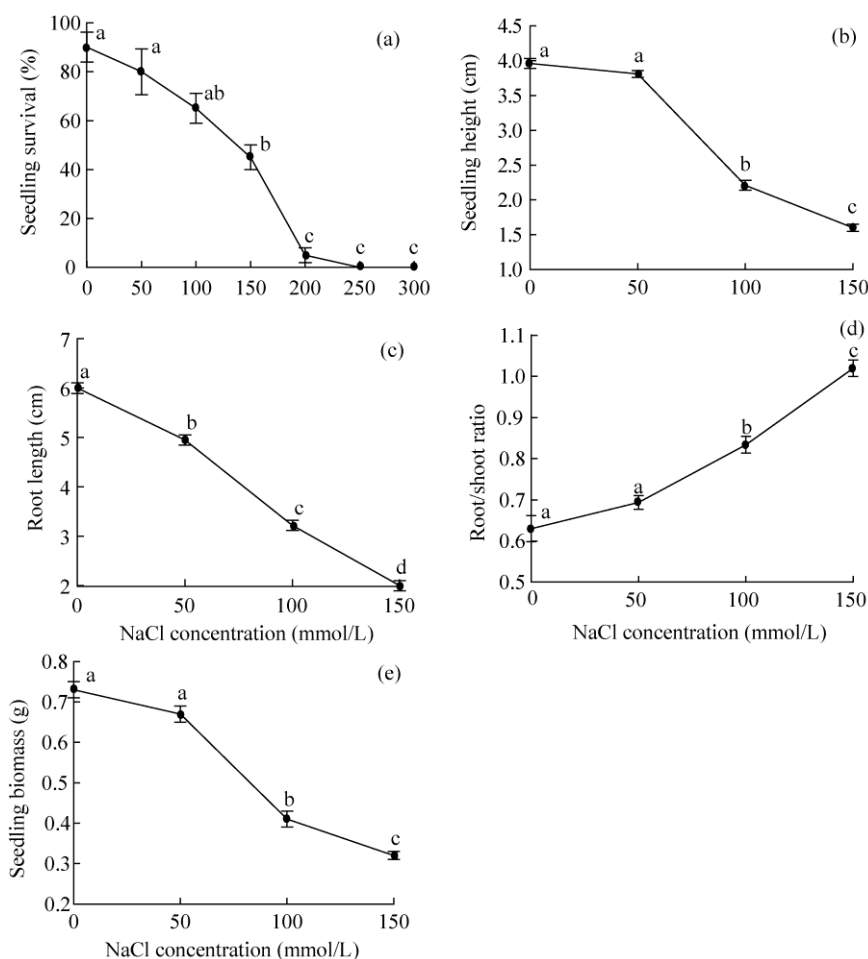 Seedling survival (%)
100
80
60
40
20
0
a
a
ab
b
c
c
c
(a)
0 50 100 150 200 250 300
Seedling height (cm)
4.5
4.0
3.5
3.0
2.5
2.0
1.5
1.0
a
a
b
c
(b)
0 50 100 150
Root length (cm)
7
6
5
4
3
2
a
b
c
d
(c)
0 50 100 150
NaCl concentration (mmol/L)
Root/shoot ratio
1.1
1.0
0.9
0.8
0.7
0.6
0.5
a
a
b
c
(d)
0 50 100 150
NaCl concentration (mmol/L)
Seedling biomass (g)
0.8
0.7
0.6
0.5
0.4
0.3
0.2
a
a
b
c
(e)
0 50 100 150
NaCl concentration (mmol/L)